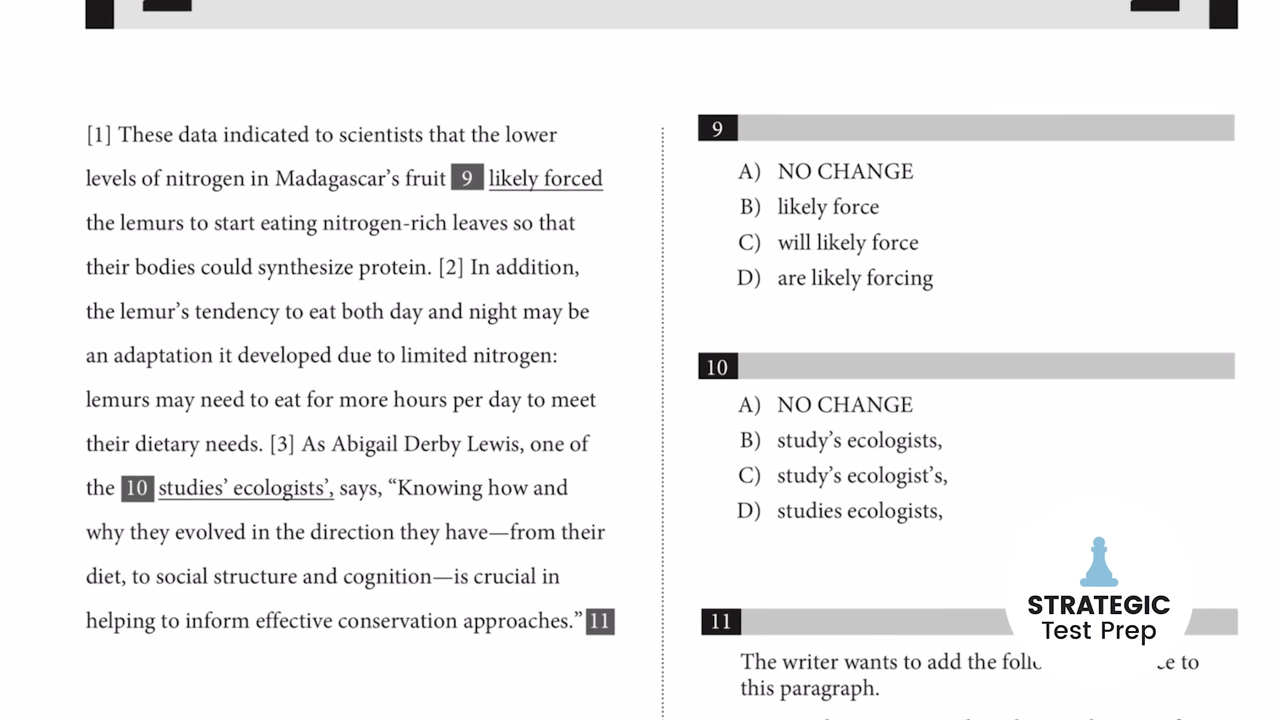 [1] These data indicated to scientists that the lower
levels of nitrogen in Madagascar’s fruit 9 likely forced
the lemurs to start eating nitrogen-rich leaves so that
their bodies could synthesize protein. [2] In addition,
the lemur’s tendency to eat both day and night may be
an adaptation it developed due to limited nitrogen:
lemurs may need to eat for more hours per day to meet
their dietary needs. [3] As Abigail Derby Lewis, one of
the 10 studies’ ecologists’, says, “Knowing how and
why they evolved in the direction they have—from their
diet, to social structure and cognition—is crucial in
helping to inform effective conservation approaches.” 11
9
A) NO CHANGE
B) likely force
C) will likely force
D) are likely forcing
10
A) NO CHANGE
B) study’s ecologists,
C) study’s ecologist’s,
D) studies ecologists,
11
The writer wants to add the to
this paragraph.
STRATEGIC
Test Prep